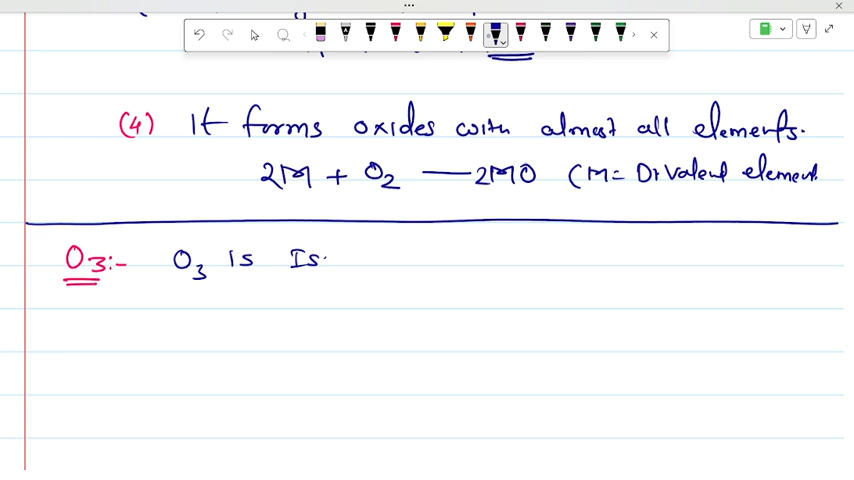 (4) It forms oxides with almost all elements.
2M + O2 — 2MO (M = Divalent element
O3:- O3 is Is